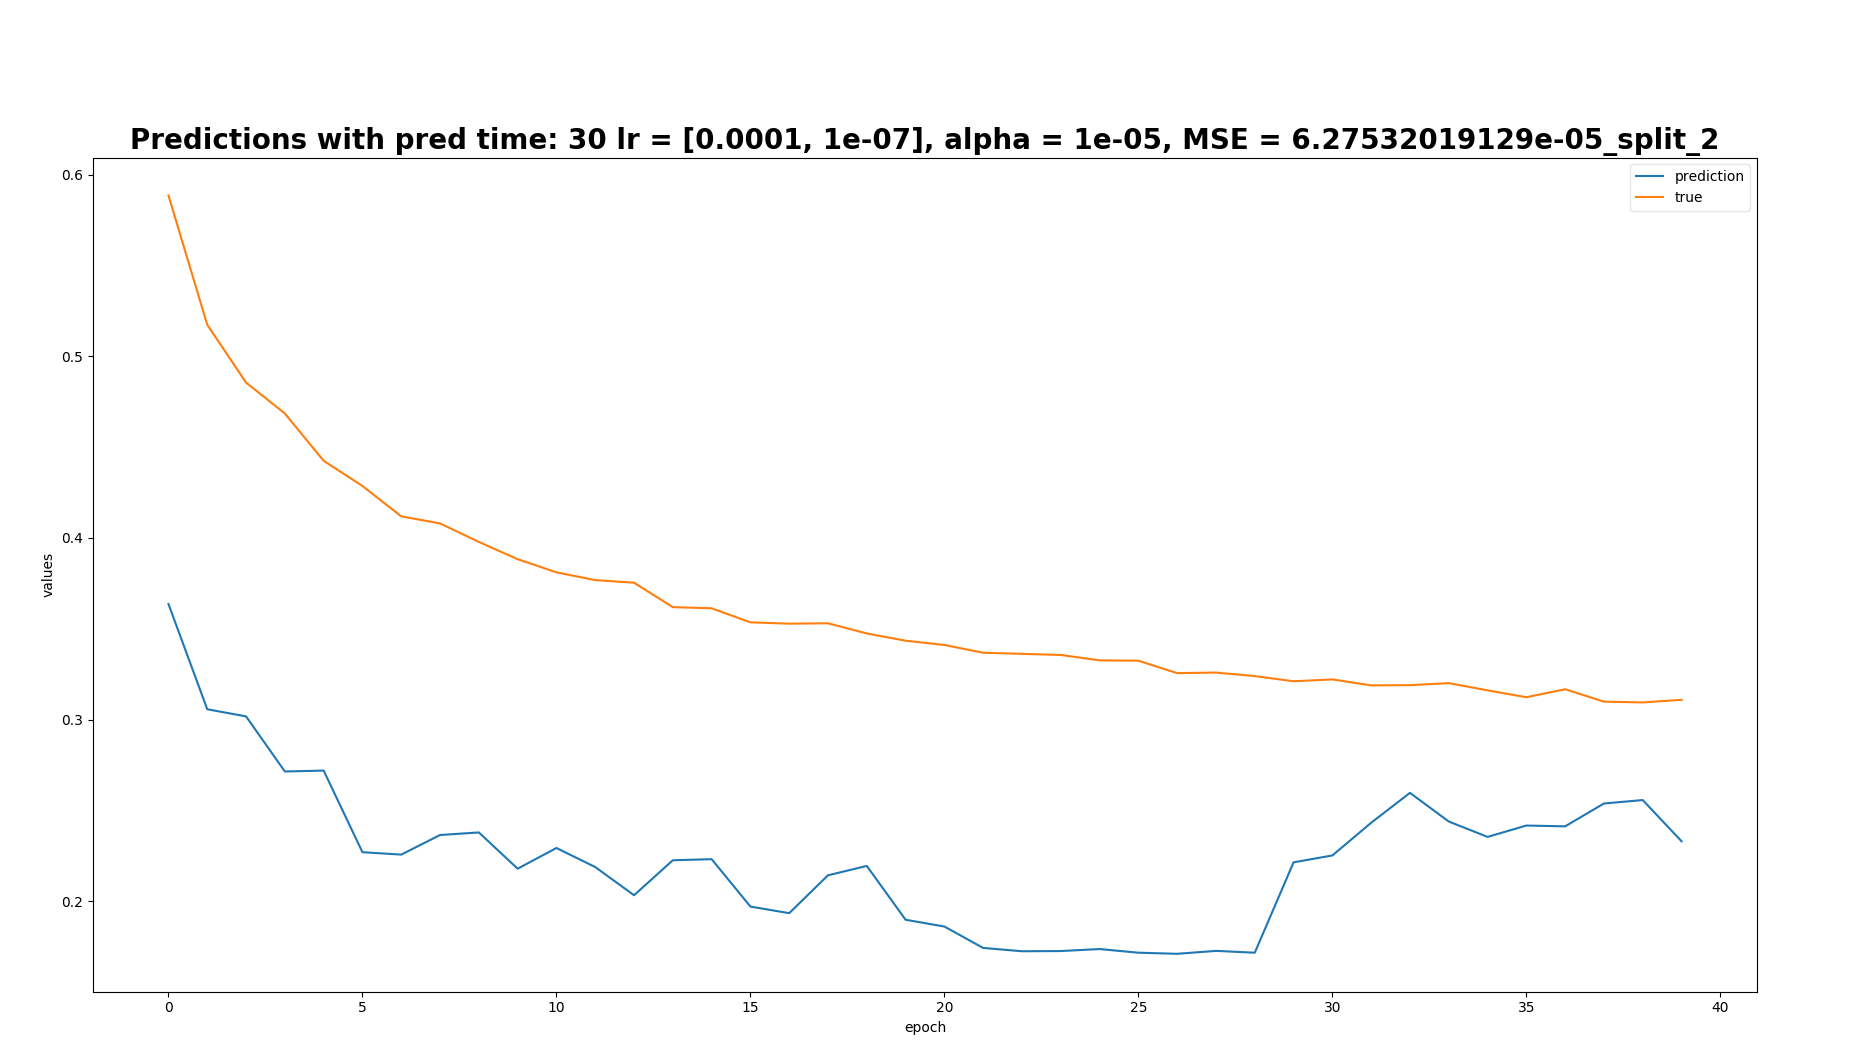 Predictions with pred time: 30 lr = [0.0001, 1e-07], alpha = 1e-05, MSE = 6.27532019129e-05_split_2
prediction
true
0.6
0.5
0.4
0.3
0.2
values
0 5 10 15 20 25 30 35 40
epoch